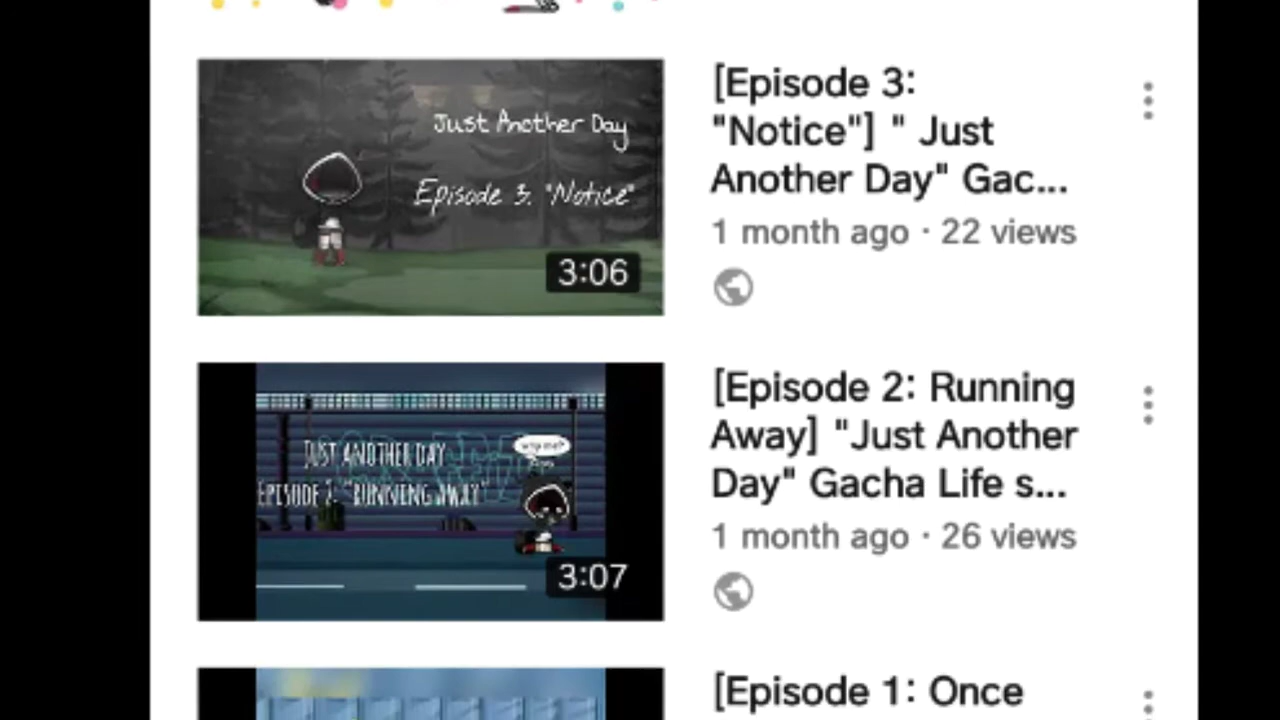 Just Another Day
Episode 3: "Notice"
3:06
[Episode 3:
"Notice"] " Just
Another Day" Gac...
1 month ago · 22 views
JUST ANOTHER DAY
EPISODE 2: "RUNNING AWAY"
why me?
3:07
[Episode 2: Running
Away] "Just Another
Day" Gacha Life s...
1 month ago · 26 views
[Episode 1: Once